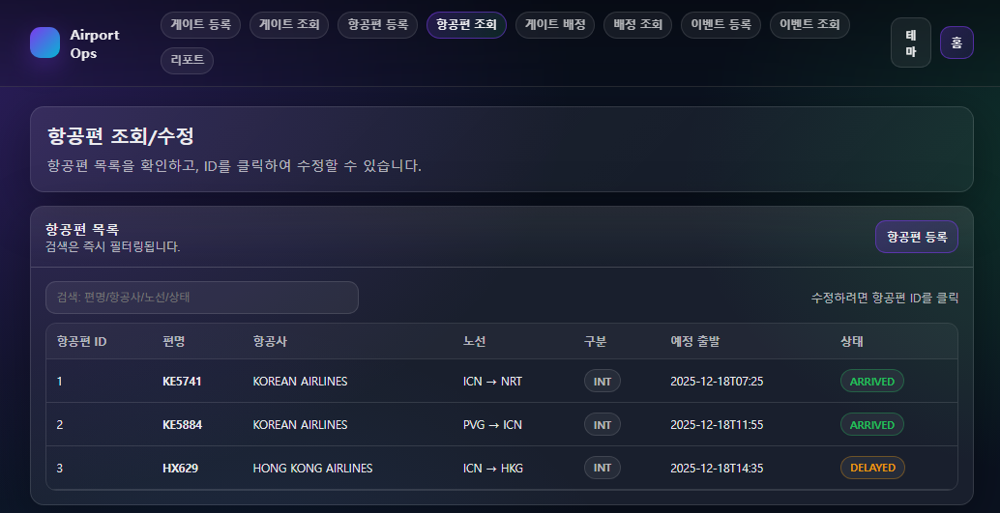 Airport
Ops
게이트 등록 게이트 조회 항공편 등록 항공편 조회 게이트 배정 배정 조회 이벤트 등록 이벤트 조회
리포트
테
마
홈
항공편 조회/수정
항공편 목록을 확인하고, ID를 클릭하여 수정할 수 있습니다.
항공편 목록
검색은 즉시 필터링됩니다.
항공편 등록
검색: 편명/항공사/노선/상태
수정하려면 항공편 ID를 클릭
항공편 ID 편명 항공사 노선 구분 예정 출발 상태
1 KE5741 KOREAN AIRLINES ICN → NRT INT 2025-12-18T07:25 ARRIVED
2 KE5884 KOREAN AIRLINES PVG → ICN INT 2025-12-18T11:55 ARRIVED
3 HX629 HONG KONG AIRLINES ICN → HKG INT 2025-12-18T14:35 DELAYED